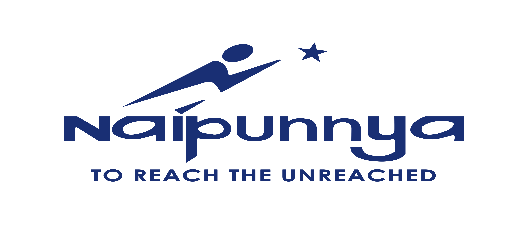 Naipunnya
TO REACH THE UNREACHED